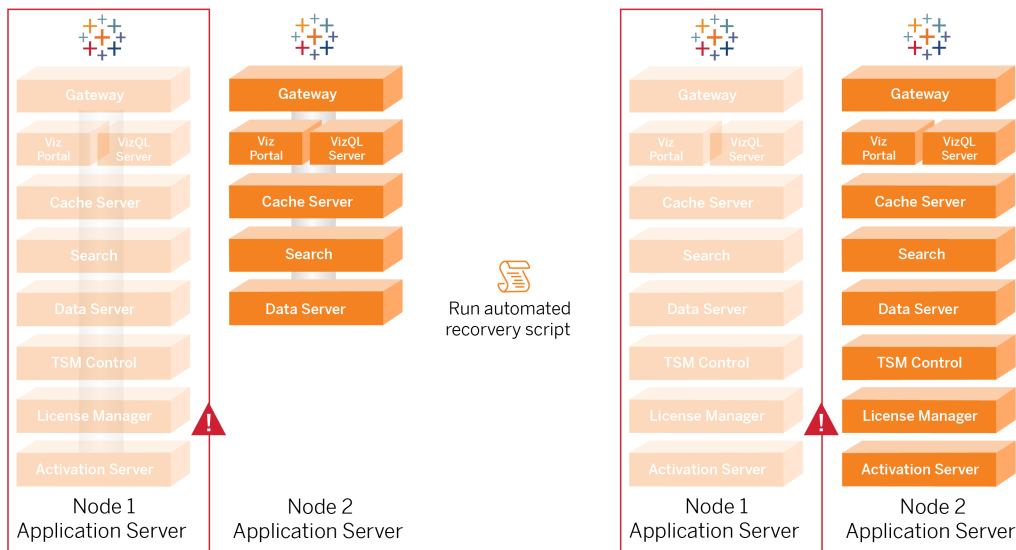 Gateway
Viz
Portal
VizQL
Server
Cache Server
Search
Data Server
TSM Control
License Manager
!
Activation Server
Node 1
Application Server
Gateway
Viz
Portal
VizQL
Server
Cache Server
Search
Data Server
Node 2
Application Server
Run automated
recorvery script
Gateway
Viz
Portal
VizQL
Server
Cache Server
Search
Data Server
TSM Control
License Manager
!
Activation Server
Node 1
Application Server
Gateway
Viz
Portal
VizQL
Server
Cache Server
Search
Data Server
TSM Control
License Manager
Activation Server
Node 2
Application Server